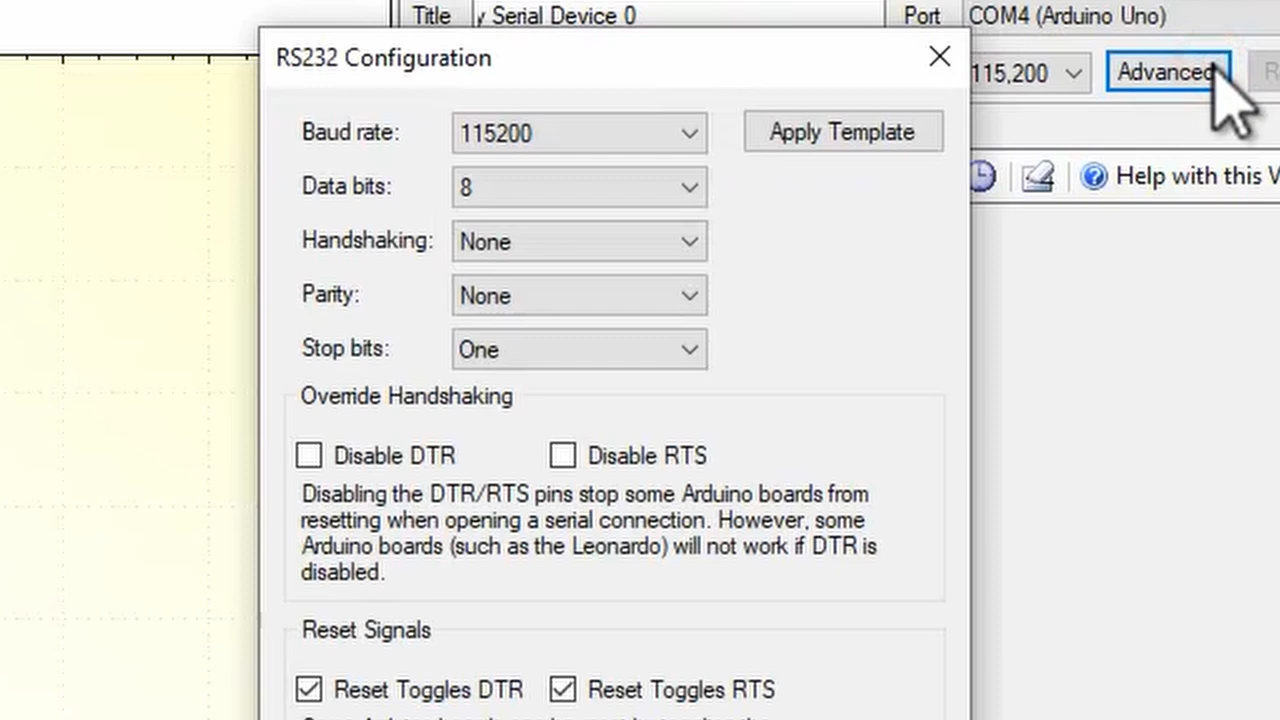 Title
y Serial Device 0
Port
COM4 (Arduino Uno)
RS232 Configuration
115,200
Advanced
Baud rate:
115200
Apply Template
Help with this V
Data bits:
8
Handshaking:
None
Parity:
None
Stop bits:
One
Override Handshaking
Disable DTR
Disable RTS
Disabling the DTR/RTS pins stop some Arduino boards from
resetting when opening a serial connection. However, some
Arduino boards (such as the Leonardo) will not work if DTR is
disabled.
Reset Signals
Reset Toggles DTR
Reset Toggles RTS